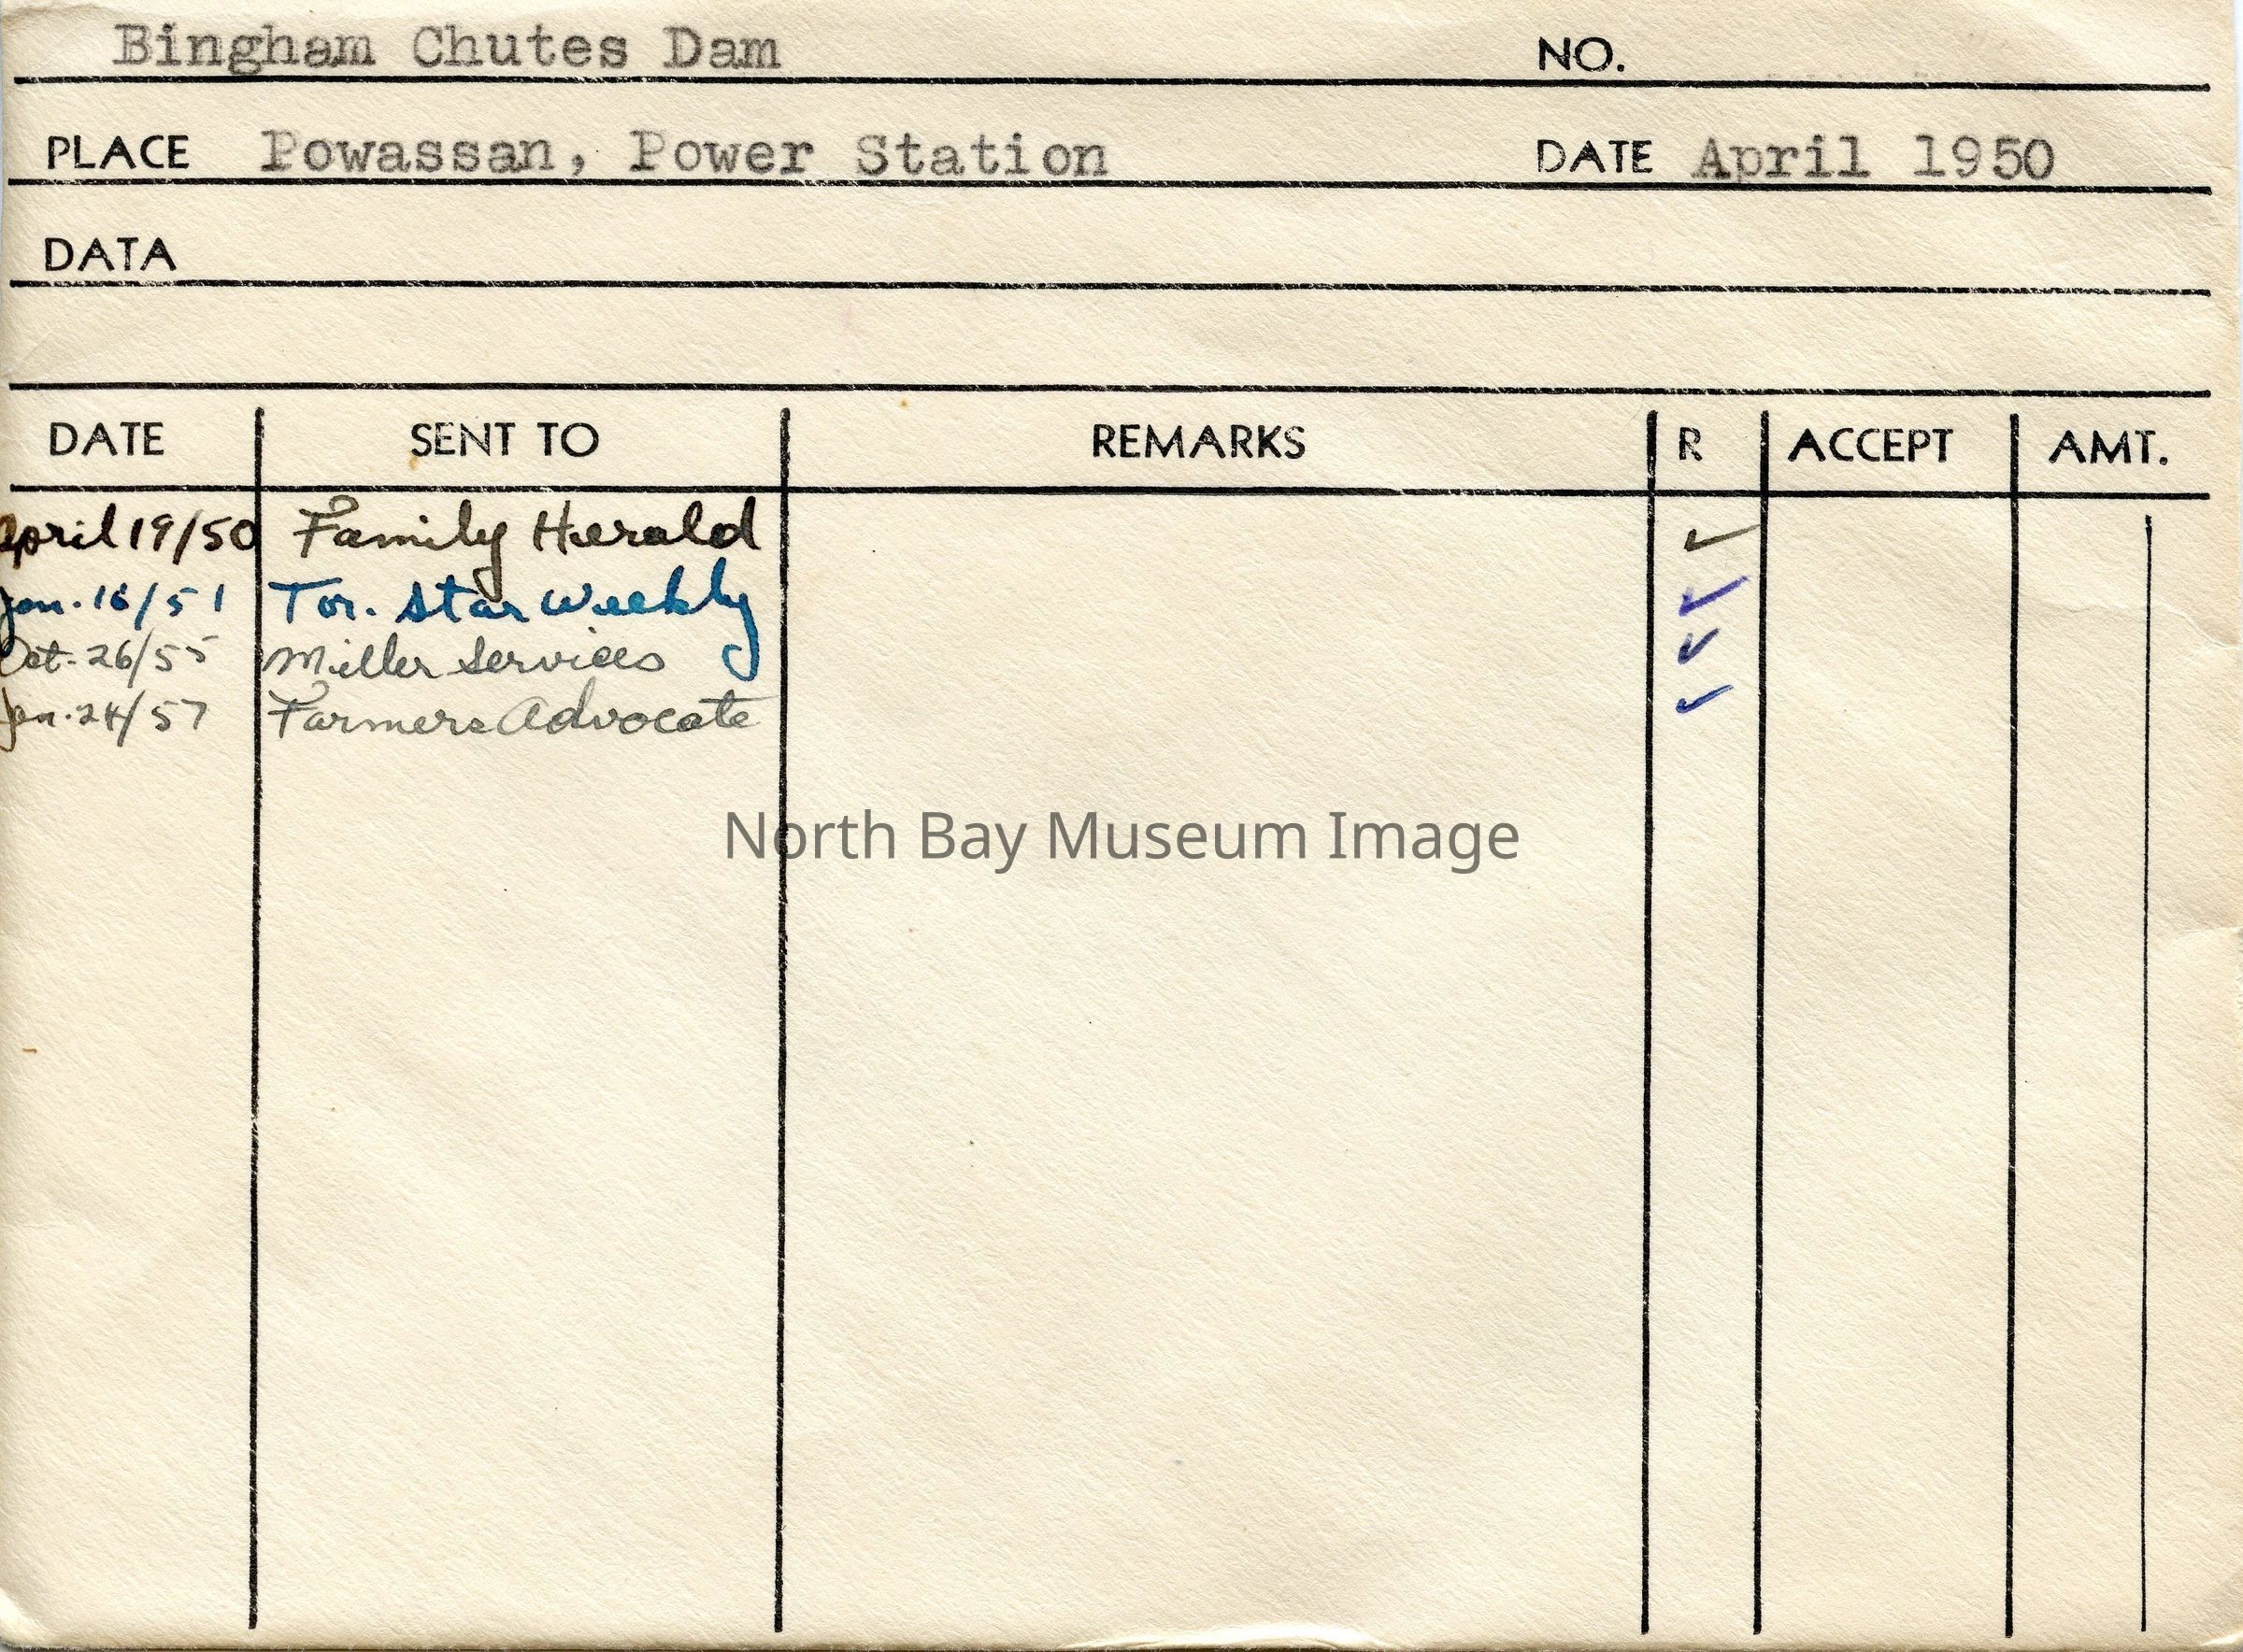 Bingham Chutes Dam NO.
PLACE Powassan, Power Station DATE April 1950
DATA
DATE SENT TO REMARKS R ACCEPT AMT.
April 19/50 Family Herald ✓
Jan. 16/51 Tor. Star Weekly ✓
Oct. 26/55 Miller Services ✓
Jan. 24/57 Farmers Advocate ✓
North Bay Museum Image